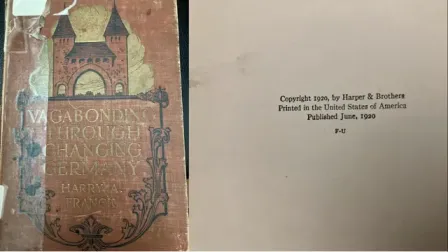 VAGABONDING
THROUGH
CHANGING
GERMANY
HARRY A.
FRANCK
Copyright 1920, by Harper & Brothers
Printed in the United States of America
Published June, 1920
F-U